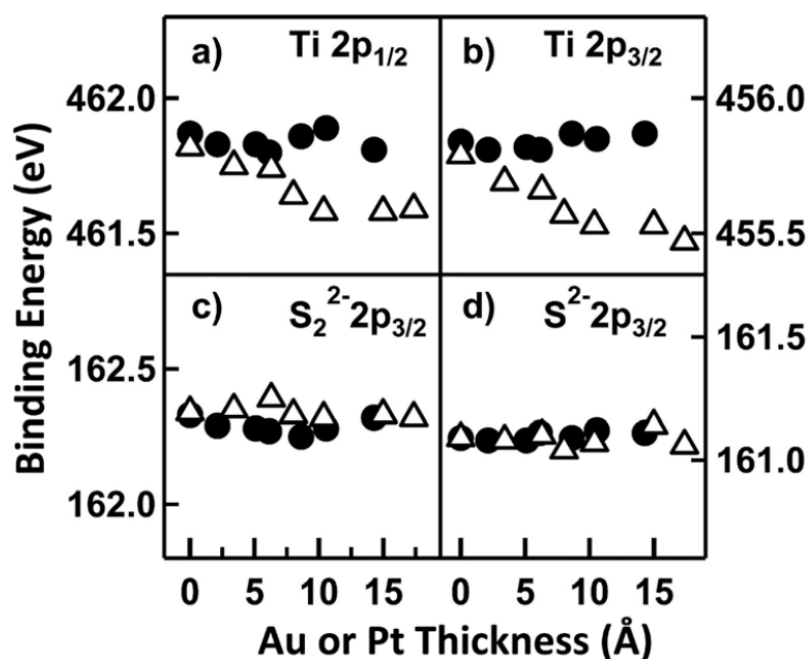 a) Ti 2p1/2
b) Ti 2p3/2
462.0
456.0
461.5
455.5
Binding Energy (eV)
c) S2 2- 2p3/2
d) S2- 2p3/2
161.5
162.5
161.0
162.0
0 5 10 15
0 5 10 15
Au or Pt Thickness (Å)